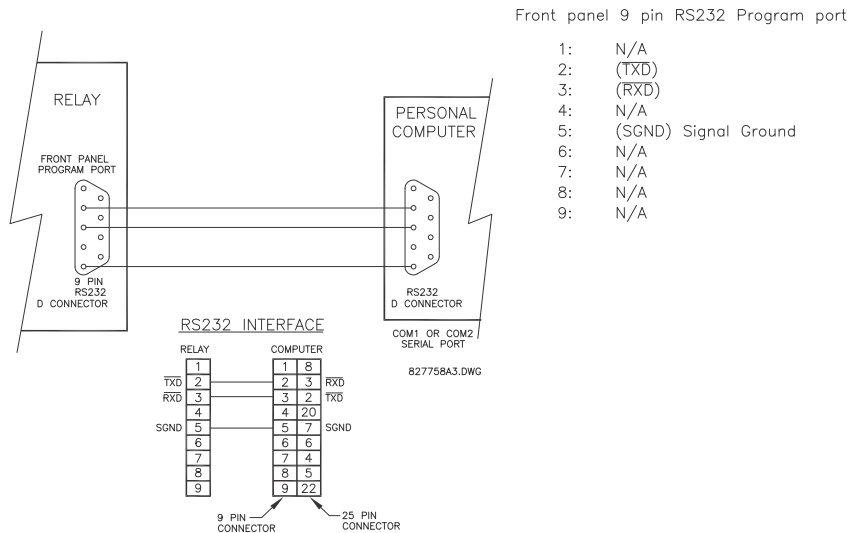 Front panel 9 pin RS232 Program port
1: N/A
2: (TXD)
3: (RXD)
4: N/A
5: (SGND) Signal Ground
6: N/A
7: N/A
8: N/A
9: N/A
RELAY
FRONT PANEL
PROGRAM PORT
9 PIN
RS232
D CONNECTOR
PERSONAL
COMPUTER
RS232
D CONNECTOR
COM1 OR COM2
SERIAL PORT
827758A3.DWG
RS232 INTERFACE
RELAY COMPUTER
1 1 8
TXD 2 2 3 RXD
RXD 3 3 2 TXD
4 4 20
SGND 5 5 7 SGND
6 6 6
7 7 4
8 8 5
9 9 22
9 PIN
CONNECTOR
25 PIN
CONNECTOR